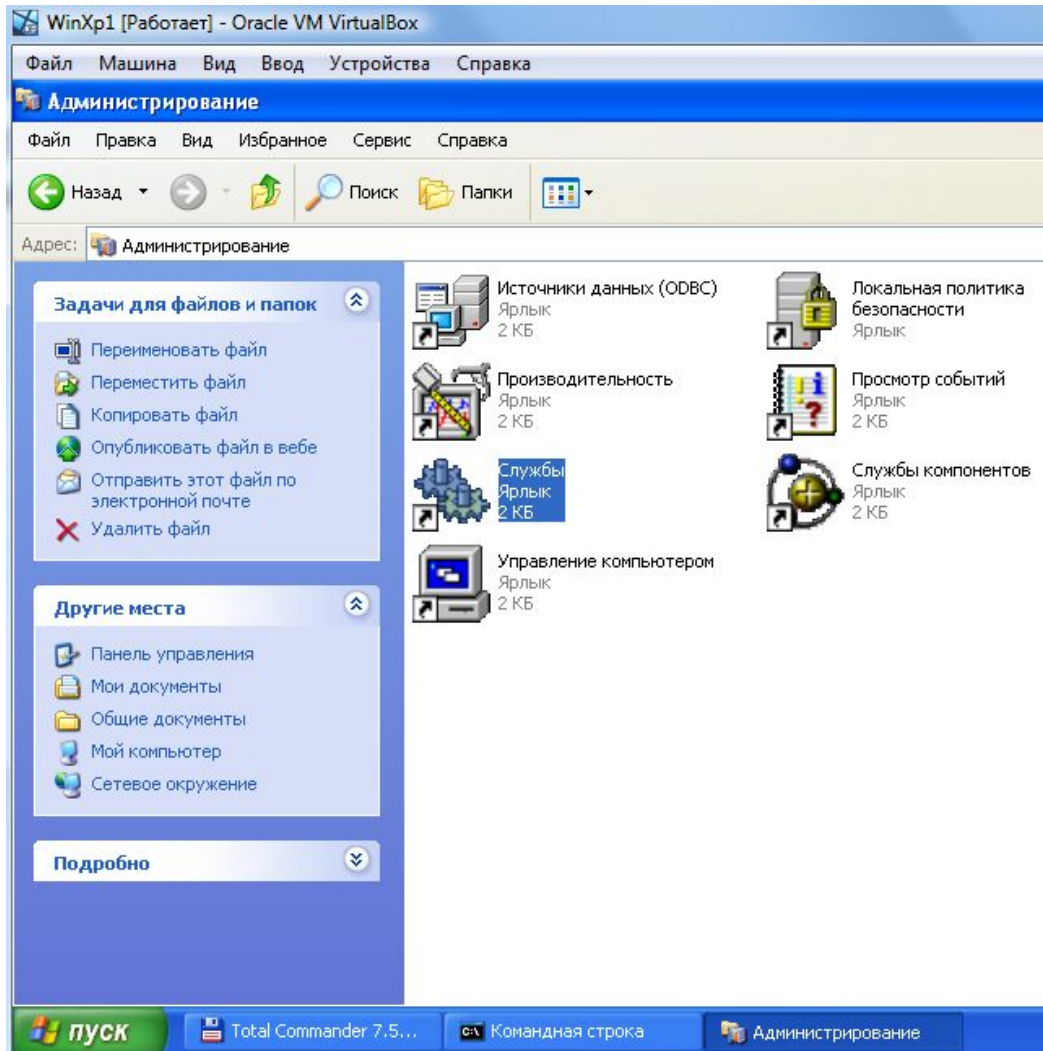 WinXp1 [Работает] - Oracle VM VirtualBox
Файл Машина Вид Ввод Устройства Справка
Администрирование
Файл Правка Вид Избранное Сервис Справка
Назад Поиск Папки
Адрес: Администрирование
Задачи для файлов и папок
Переименовать файл
Переместить файл
Копировать файл
Опубликовать файл в вебе
Отправить этот файл по
электронной почте
Удалить файл
Другие места
Панель управления
Мои документы
Общие документы
Мой компьютер
Сетевое окружение
Подробно
Источники данных (ODBC)
Ярлык
2 КБ
Локальная политика
безопасности
Ярлык
Производительность
Ярлык
2 КБ
Просмотр событий
Ярлык
2 КБ
Службы
Ярлык
2 КБ
Службы компонентов
Ярлык
2 КБ
Управление компьютером
Ярлык
2 КБ
пуск Total Commander 7.5... Командная строка Администрирование